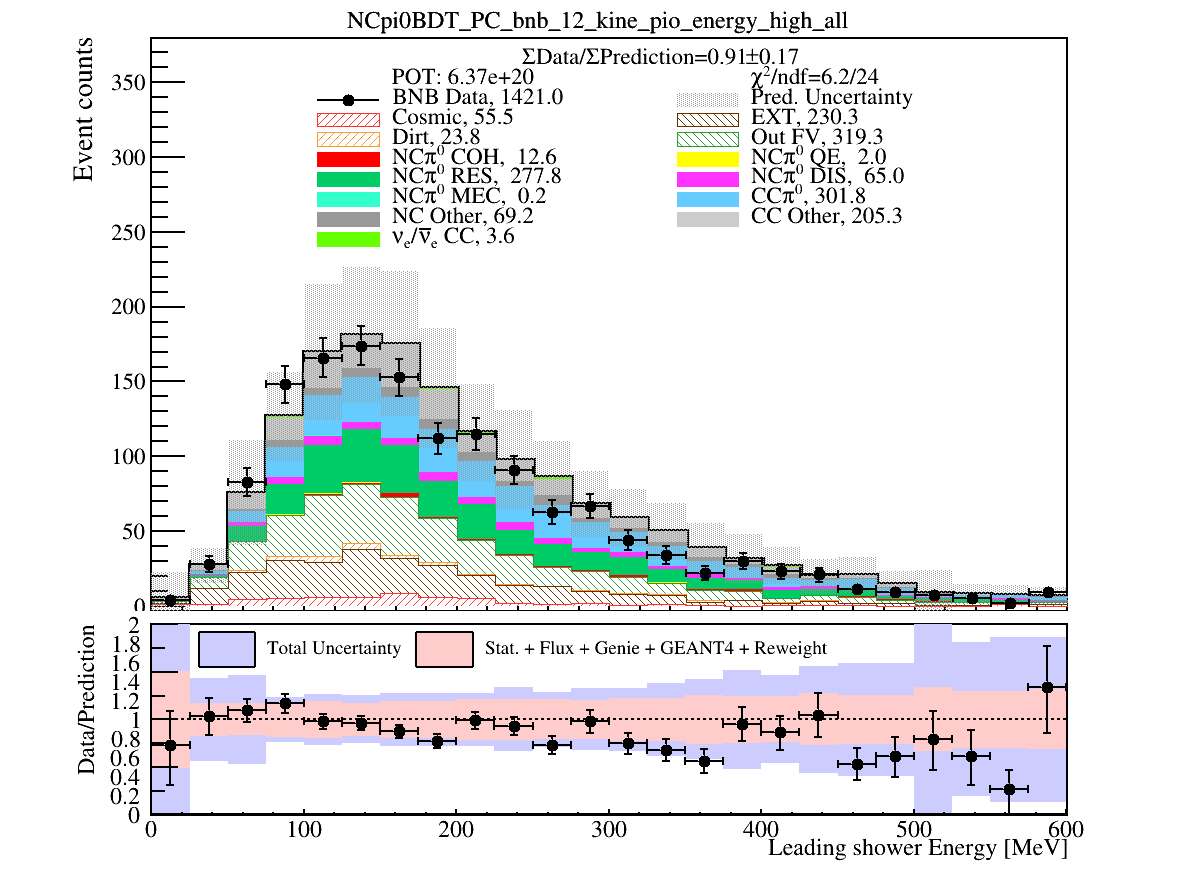 NCpi0BDT_PC_bnb_12_kine_pio_energy_high_all
ΣData/ΣPrediction=0.91±0.17
POT: 6.37e+20
χ²/ndf=6.2/24
BNB Data, 1421.0
Pred. Uncertainty
Cosmic, 55.5
EXT, 230.3
Dirt, 23.8
Out FV, 319.3
NCπ⁰ COH, 12.6
NCπ⁰ QE, 2.0
NCπ⁰ RES, 277.8
NCπ⁰ DIS, 65.0
NCπ⁰ MEC, 0.2
CCπ⁰, 301.8
NC Other, 69.2
CC Other, 205.3
νₑ/ν̅ₑ CC, 3.6
Event counts
350
300
250
200
150
100
50
0
Total Uncertainty
Stat. + Flux + Genie + GEANT4 + Reweight
Data/Prediction
2
1.8
1.6
1.4
1.2
1
0.8
0.6
0.4
0.2
0
0 100 200 300 400 500 600
Leading shower Energy [MeV]